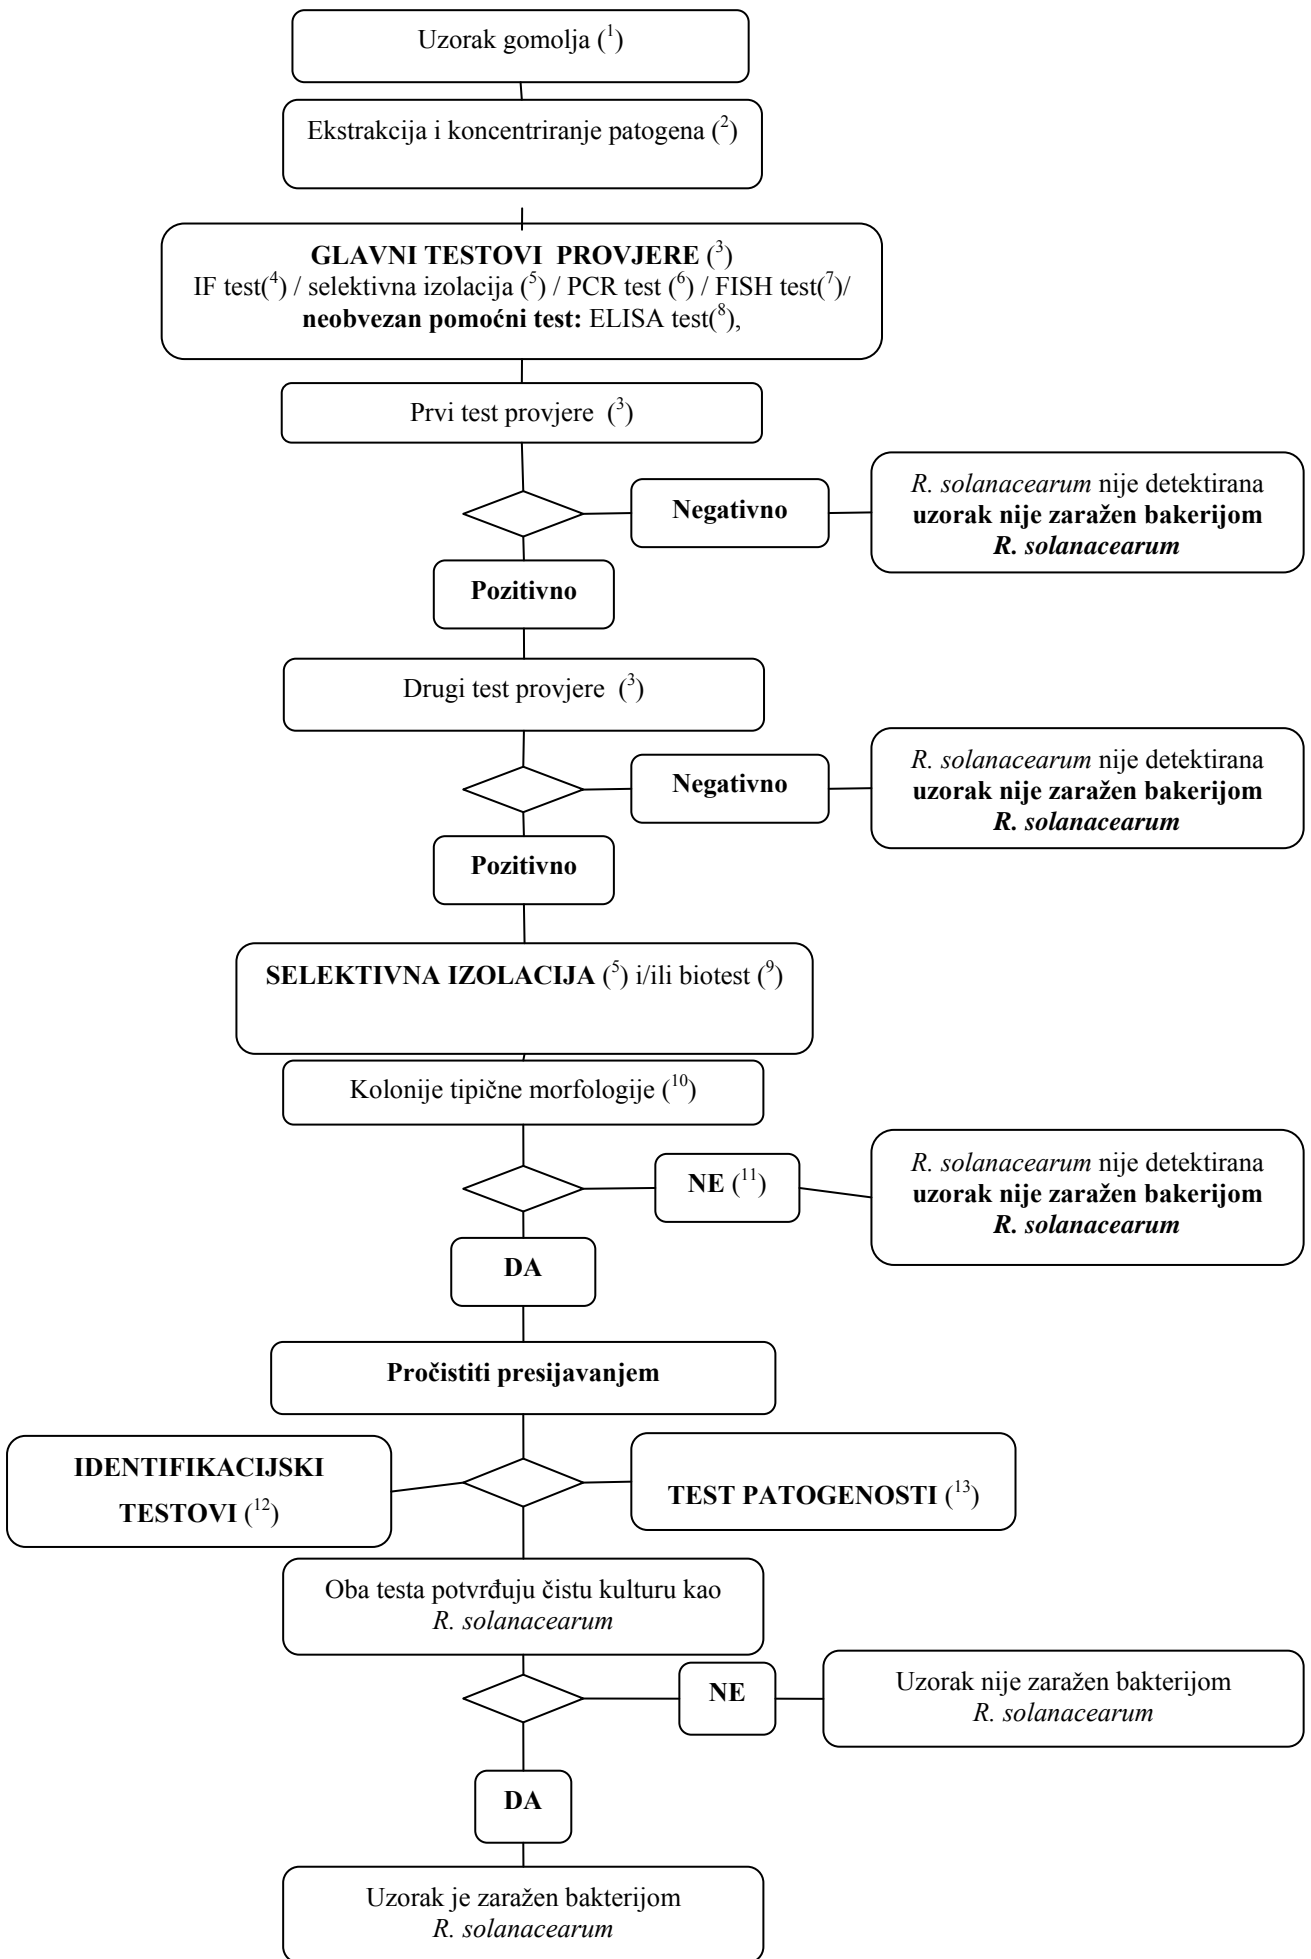 Uzorak gomolja (1)
Ekstrakcija i koncentriranje patogena (2)
GLAVNI TESTOVI PROVJERE (3)
IF test(4) / selektivna izolacija (5) / PCR test (6) / FISH test(7)/
neobvezan pomoćni test: ELISA test(8),
Prvi test provjere (3)
Negativno
R. solanacearum nije detektirana
uzorak nije zaražen bakerijom
R. solanacearum
Pozitivno
Drugi test provjere (3)
Negativno
R. solanacearum nije detektirana
uzorak nije zaražen bakerijom
R. solanacearum
Pozitivno
SELEKTIVNA IZOLACIJA (5) i/ili biotest (9)
Kolonije tipične morfologije (10)
NE (11)
R. solanacearum nije detektirana
uzorak nije zaražen bakerijom
R. solanacearum
DA
Pročistiti presijavanjem
IDENTIFIKACIJSKI
TESTOVI (12)
TEST PATOGENOSTI (13)
Oba testa potvrđuju čistu kulturu kao
R. solanacearum
NE
Uzorak nije zaražen bakterijom
R. solanacearum
DA
Uzorak je zaražen bakterijom
R. solanacearum